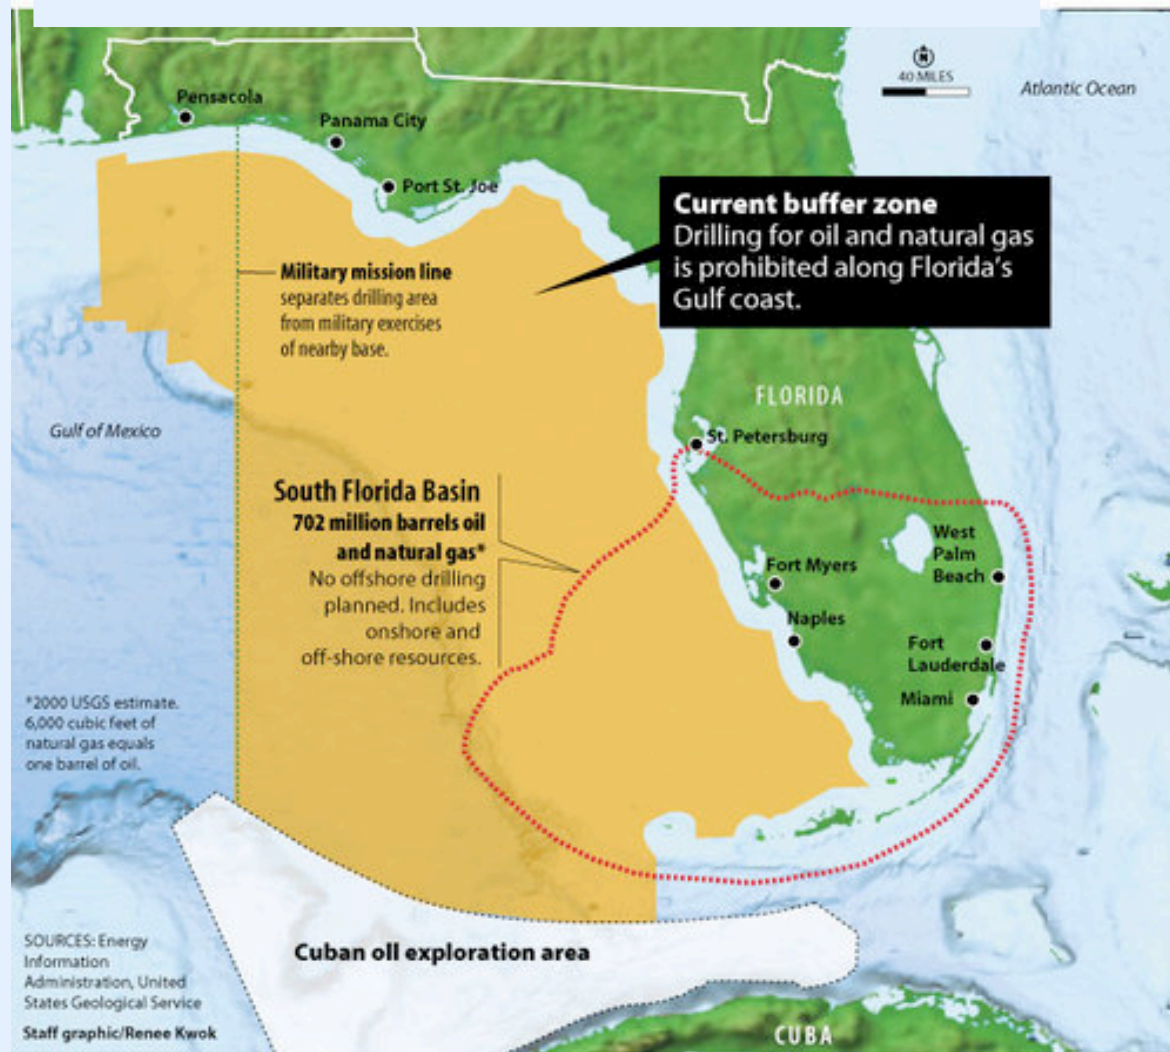 N
40 MILES
Atlantic Ocean
Pensacola
Panama City
Port St. Joe
Current buffer zone
Drilling for oil and natural gas
is prohibited along Florida's
Gulf coast.
Military mission line
separates drilling area
from military exercises
of nearby base.
FLORIDA
Gulf of Mexico
St. Petersburg
South Florida Basin
702 million barrels oil
and natural gas*
No offshore drilling
planned. Includes
onshore and
off-shore resources.
West
Palm
Beach
Fort Myers
Naples
Fort
Lauderdale
Miami
*2000 USGS estimate.
6,000 cubic feet of
natural gas equals
one barrel of oil.
SOURCES: Energy
Information
Administration, United
States Geological Service
Staff graphic/Renee Kwok
Cuban oll exploration area
CUBA